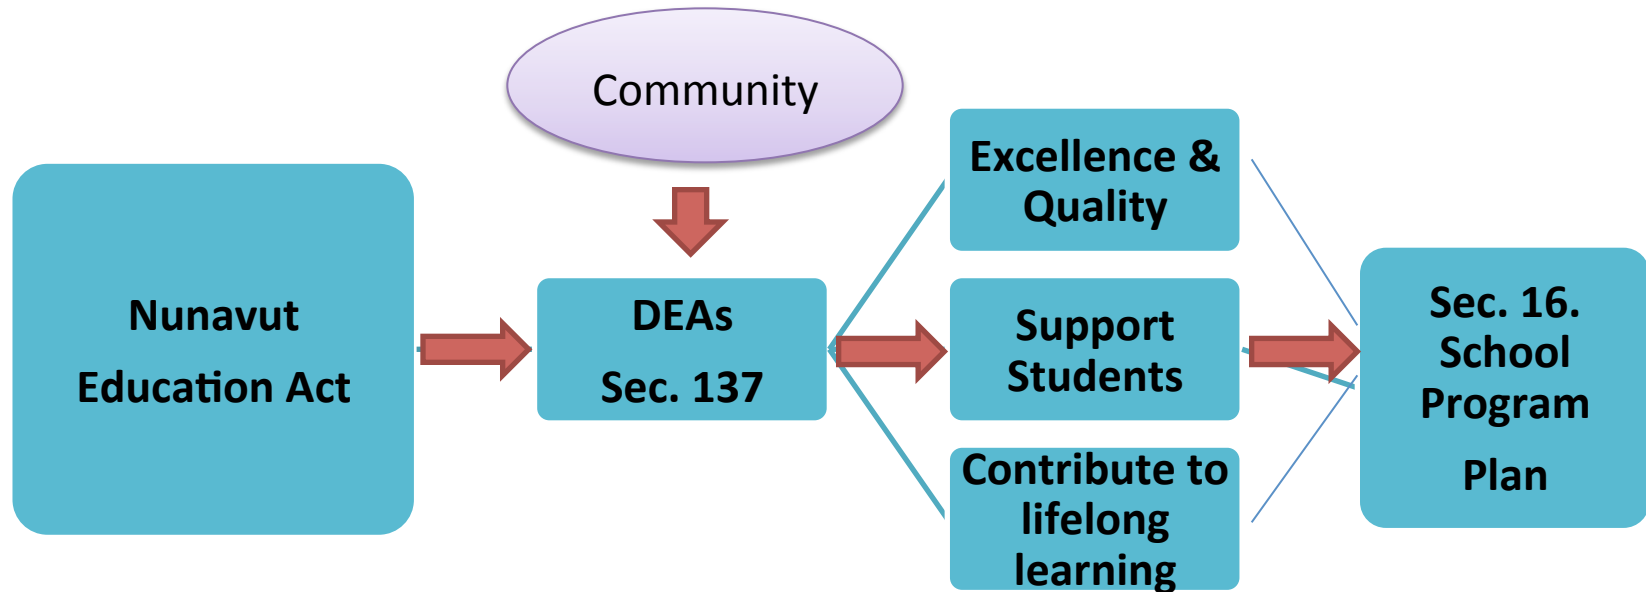 Community
Nunavut
Education Act
DEAs
Sec. 137
Excellence &
Quality
Support
Students
Contribute to
lifelong
learning
Sec. 16.
School
Program
Plan